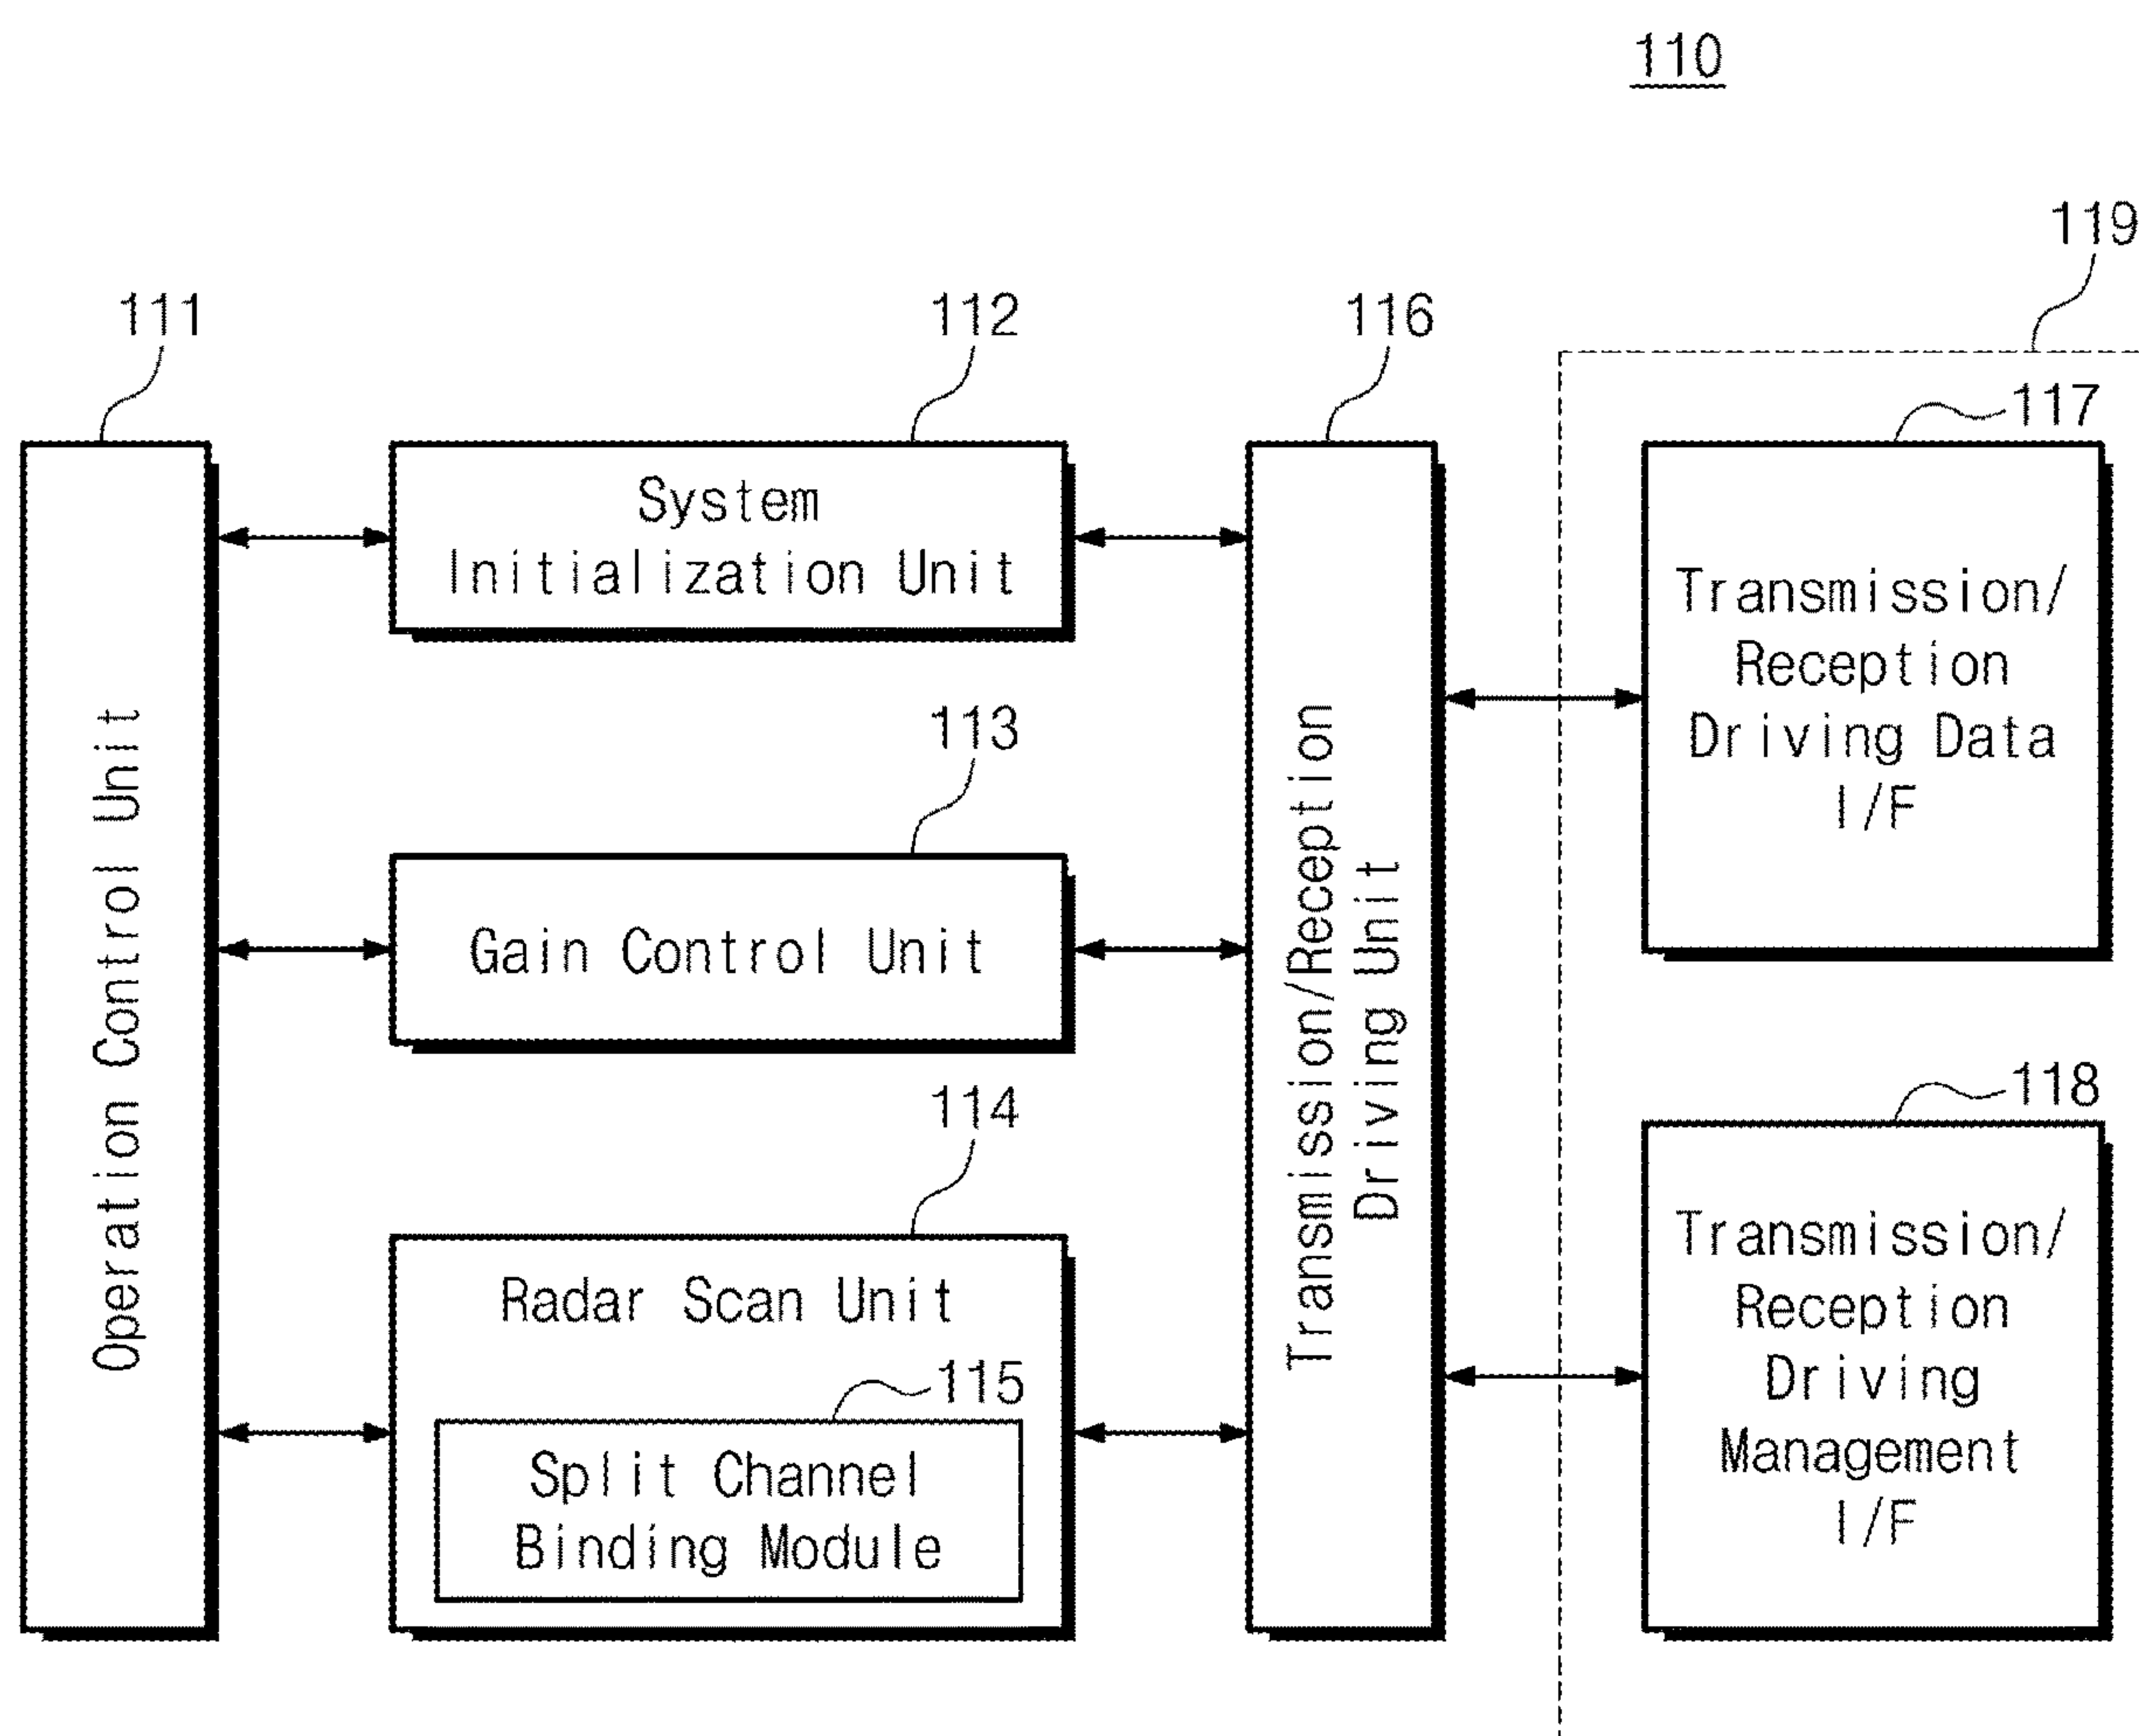 110
119
111
112
116
117
System
Initialization Unit
Transmission/
Reception
Driving Data
I/F
113
Operation Control Unit
Gain Control Unit
Transmission/Reception
Driving Unit
114
118
Radar Scan Unit
Transmission/
Reception
Driving
Management
I/F
115
Split Channel
Binding Module